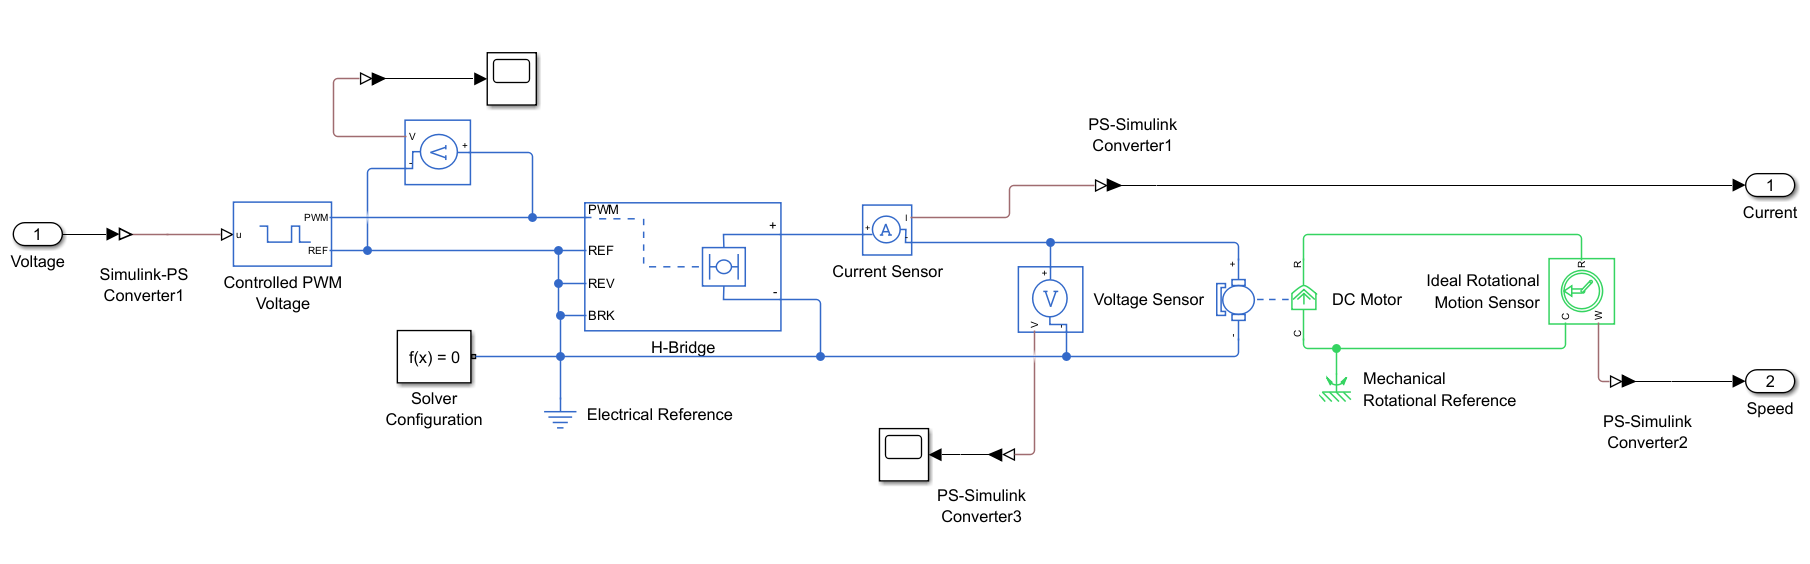 1
Voltage
Simulink-PS
Converter1
u
PWM
REF
Controlled PWM
Voltage
V
+
-
V
PWM
REF
REV
BRK
+
-
H-Bridge
f(x) = 0
Solver
Configuration
Electrical Reference
+
A
I
-
Current Sensor
+
V
V
-
Voltage Sensor
PS-Simulink
Converter3
PS-Simulink
Converter1
1
Current
+
-
R
C
DC Motor
Mechanical
Rotational Reference
Ideal Rotational
Motion Sensor
R
C
W
PS-Simulink
Converter2
2
Speed